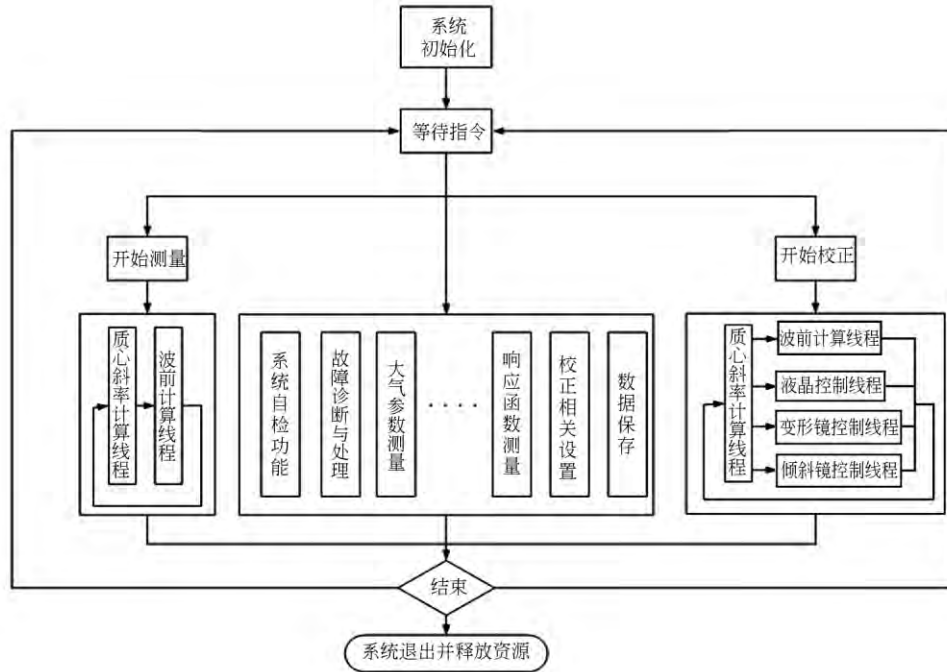 系统
初始化
等待指令
开始测量
开始校正
质心斜率计算线程
波前计算线程
系统自检功能
故障诊断与处理
大气参数测量
....
响应函数测量
校正相关设置
数据保存
质心斜率计算线程
波前计算线程
液晶控制线程
变形镜控制线程
倾斜镜控制线程
结束
系统退出并释放资源